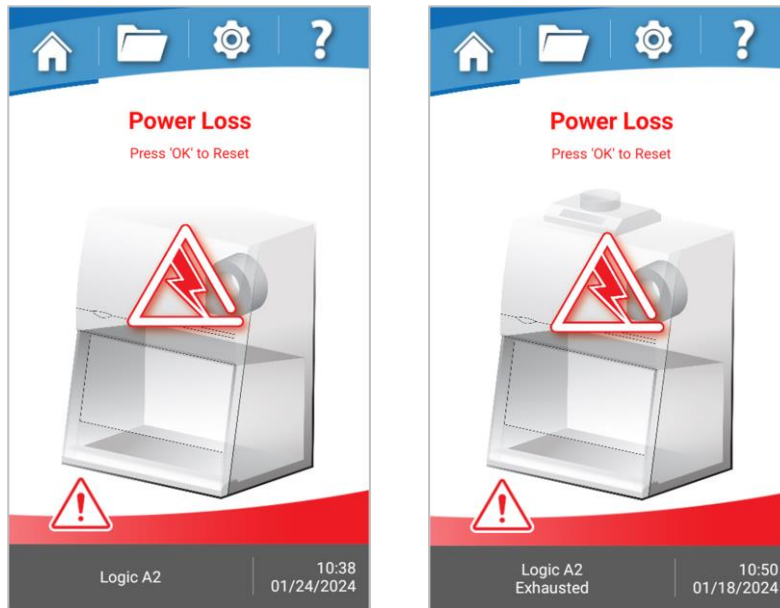 ?
Power Loss
Press 'OK' to Reset
!
Logic A2
10:38
01/24/2024
?
Power Loss
Press 'OK' to Reset
!
Logic A2
Exhausted
10:50
01/18/2024